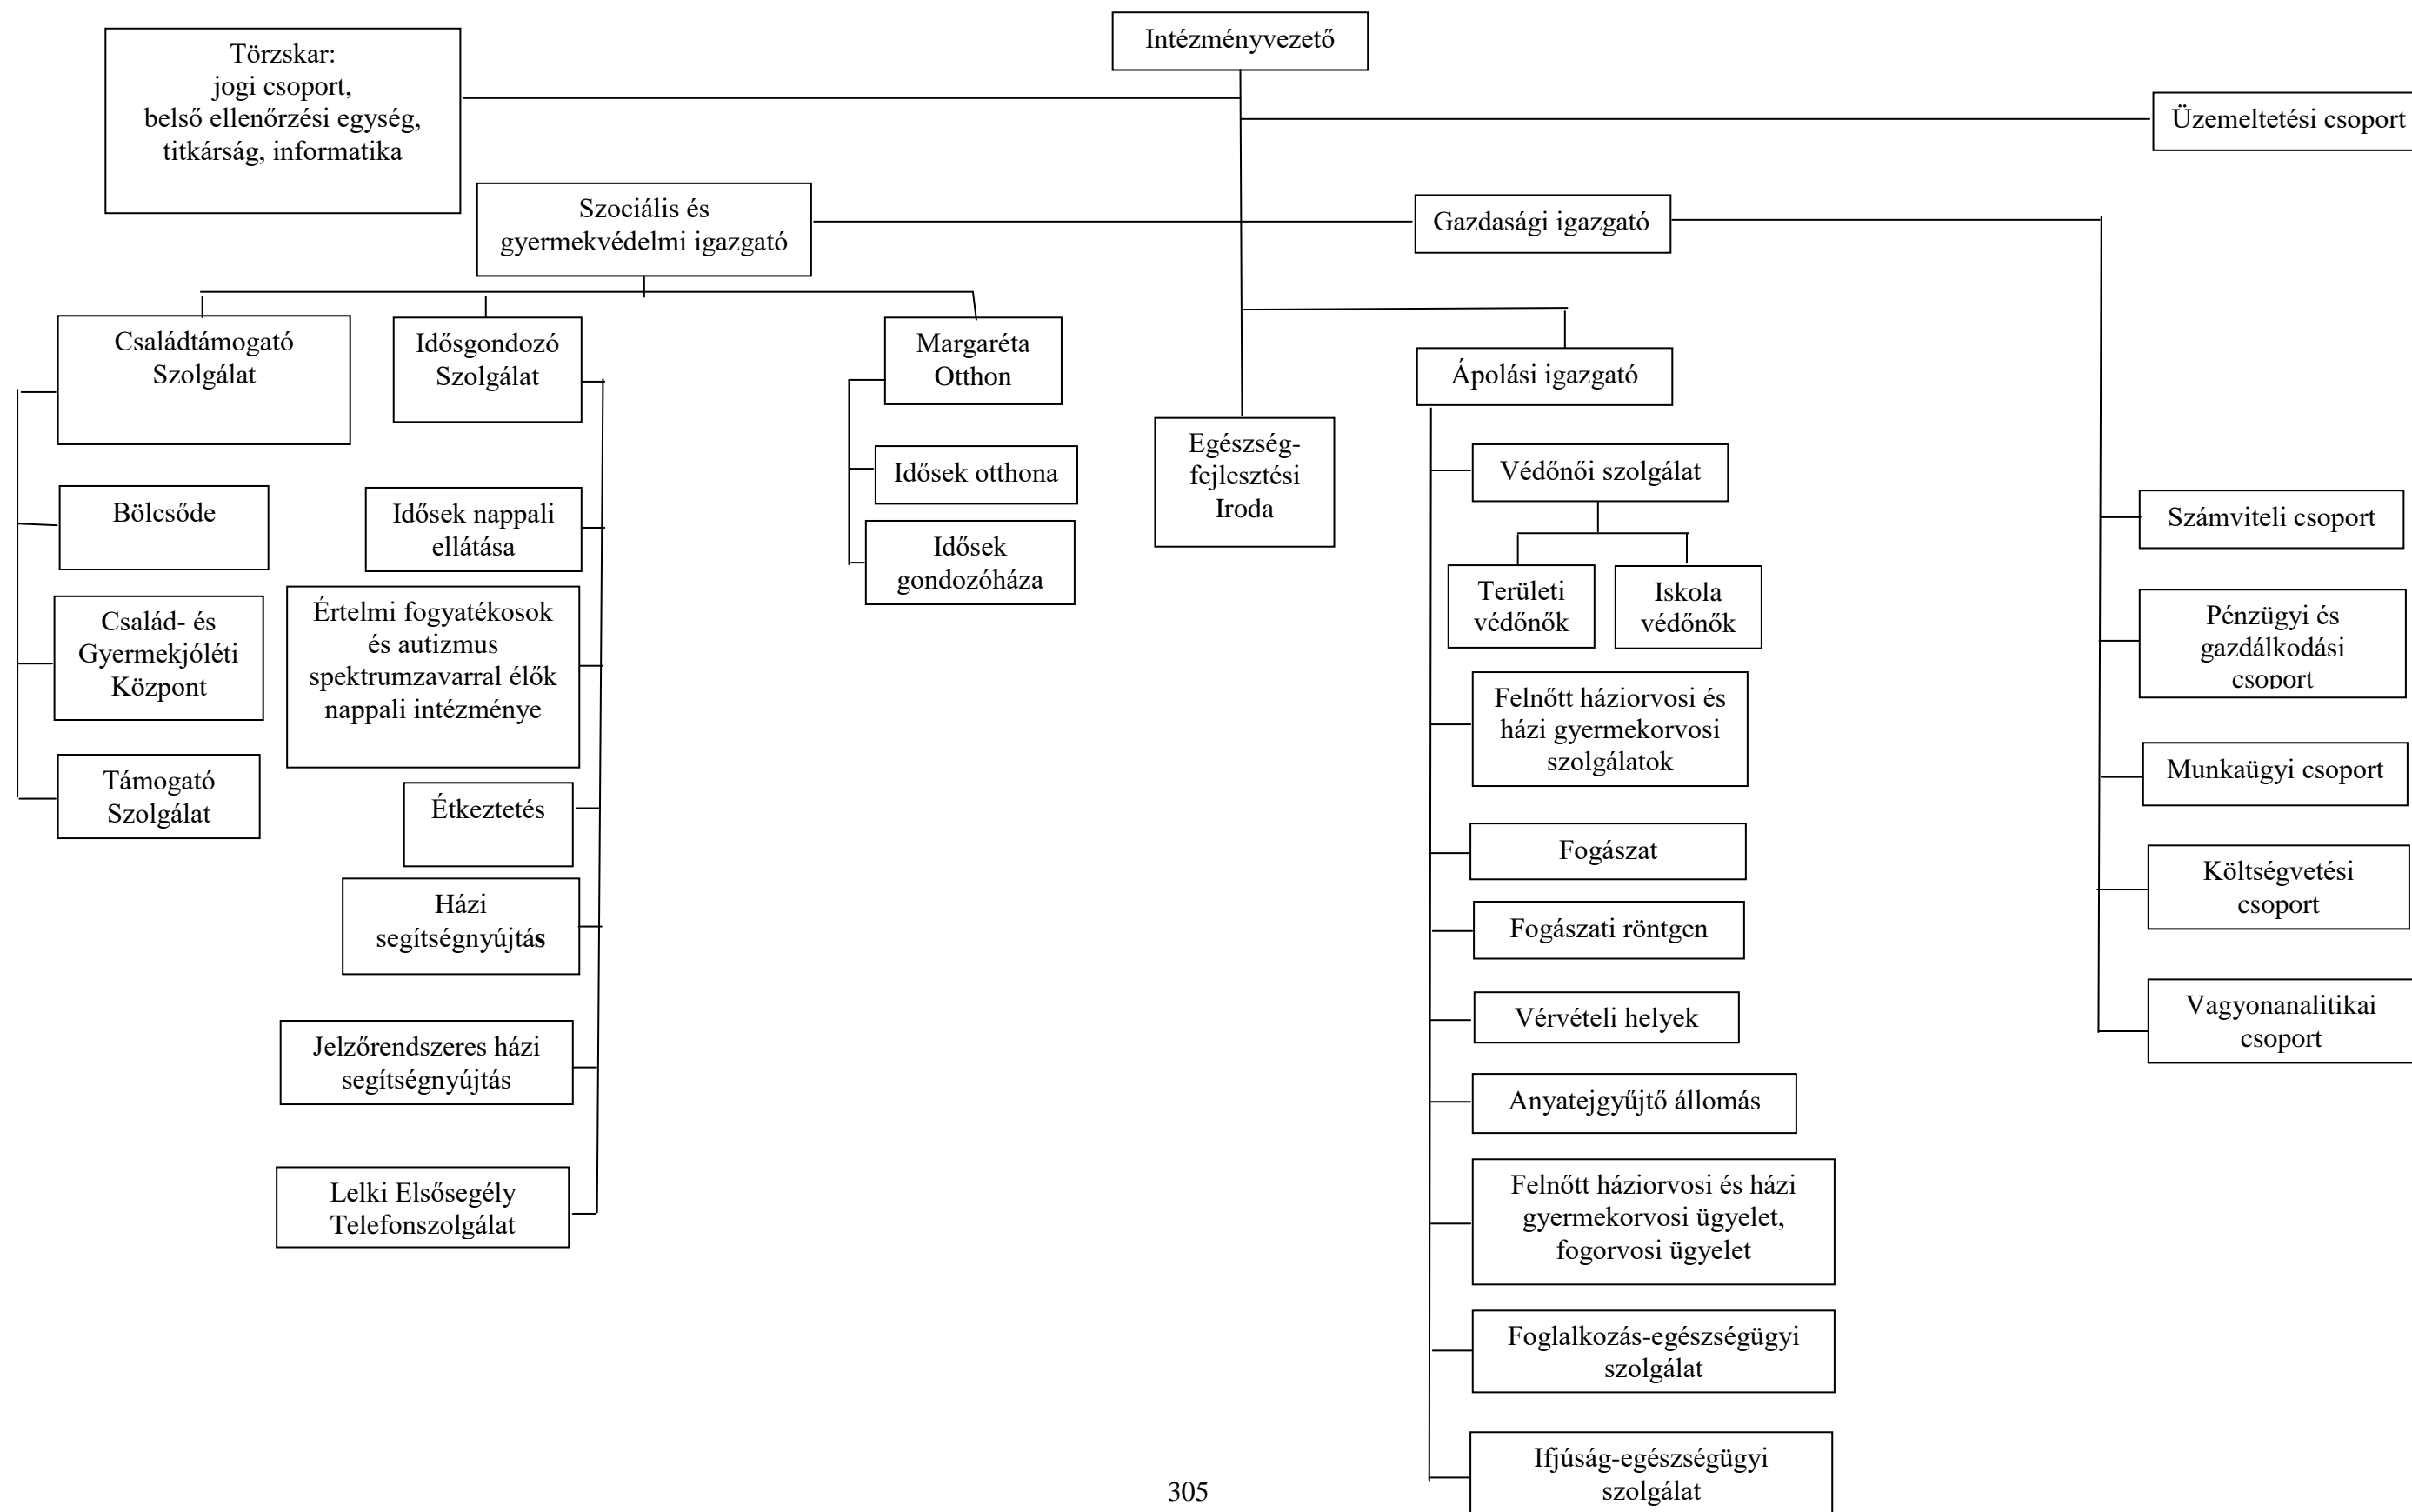 Intézményvezető
Törzskar:
jogi csoport,
belső ellenőrzési egység,
titkárság, informatika
Üzemeltetési csoport
Szociális és
gyermekvédelmi igazgató
Gazdasági igazgató
Családtámogató
Szolgálat
Idősgondozó
Szolgálat
Margaréta
Otthon
Ápolási igazgató
Bölcsőde
Család- és
Gyermekjóléti
Központ
Támogató
Szolgálat
Idősek nappali
ellátása
Értelmi fogyatékosok
és autizmus
spektrumzavarral élők
nappali intézménye
Étkeztetés
Házi
segítségnyújtás
Jelzőrendszeres házi
segítségnyújtás
Lelki Elsősegély
Telefonszolgálat
Idősek otthona
Idősek
gondozóháza
Egészség-
fejlesztési
Iroda
Védőnői szolgálat
Területi
védőnők
Iskola
védőnők
Felnőtt háziorvosi és
házi gyermekorvosi
szolgálatok
Fogászat
Fogászati röntgen
Vérvételi helyek
Anyatejgyűjtő állomás
Felnőtt háziorvosi és házi
gyermekorvosi ügyelet,
fogorvosi ügyelet
Foglalkozás-egészségügyi
szolgálat
Ifjúság-egészségügyi
szolgálat
Számviteli csoport
Pénzügyi és
gazdálkodási
csoport
Munkaügyi csoport
Költségvetési
csoport
Vagyonanalitikai
csoport
305